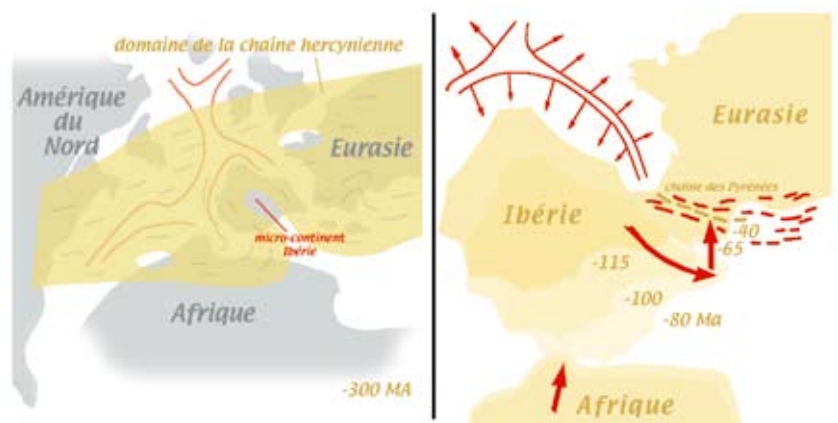 domaine de la chaîne hercynienne
Amérique
du
Nord
Eurasie
micro-continent
Ibérie
Afrique
-300 MA
Eurasie
chaîne des Pyrénées
Ibérie
-40
-65
-115
-100
-80 Ma
Afrique